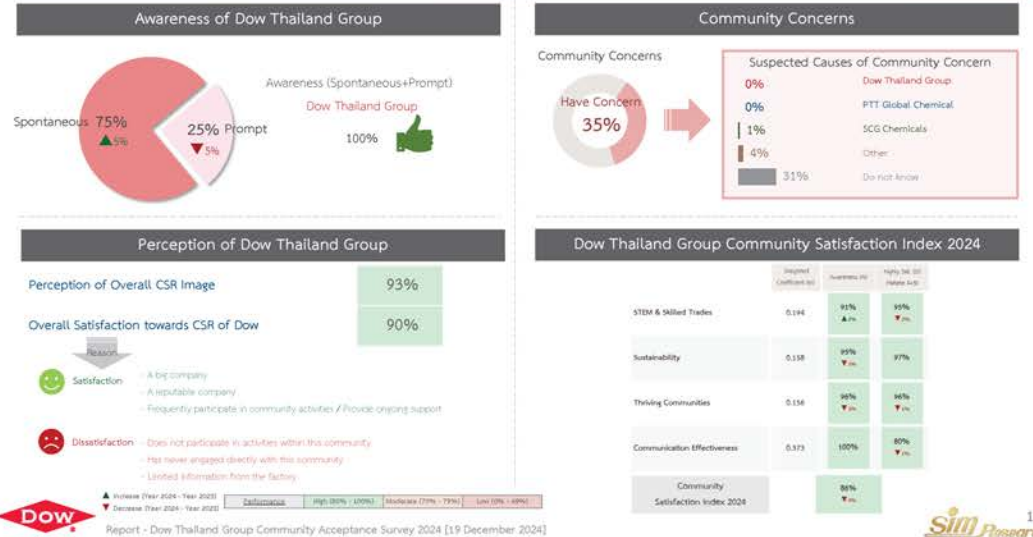 Awareness of Dow Thailand Group
Spontaneous 75%
▲5%
25% Prompt
▼5%
Awareness (Spontaneous+Prompt)
Dow Thailand Group
100%
Community Concerns
Community Concerns
Have Concern
35%
Suspected Causes of Community Concern
0% Dow Thailand Group
0% PTT Global Chemical
1% SCG Chemicals
4% Other
31% Do not know
Perception of Dow Thailand Group
Perception of Overall CSR Image 93%
Overall Satisfaction towards CSR of Dow 90%
Reason
Satisfaction
- A big company
- A reputable company
- Frequently participate in community activities / Provide ongoing support
Dissatisfaction
- Does not participate in activities within this community
- Has never engaged directly with this community
- Limited information from the factory
▲ Increase (Year 2024 - Year 2023)
▼ Decrease (Year 2024 - Year 2023)
Performance High (80% - 100%) Moderate (70% - 79%) Low (0% - 69%)
Dow Thailand Group Community Satisfaction Index 2024
Weighted
Coefficient
Awareness
STEM & Skilled Trades 0.194 91% 95%
Sustainability 0.158 95% 97%
Thriving Communities 96% 96%
Communication Effectiveness 0.373 100% 80%
Community
Satisfaction Index 2024
86%
Dow
Report - Dow Thailand Group Community Acceptance Survey 2024 [19 December 2024]
Sim
1